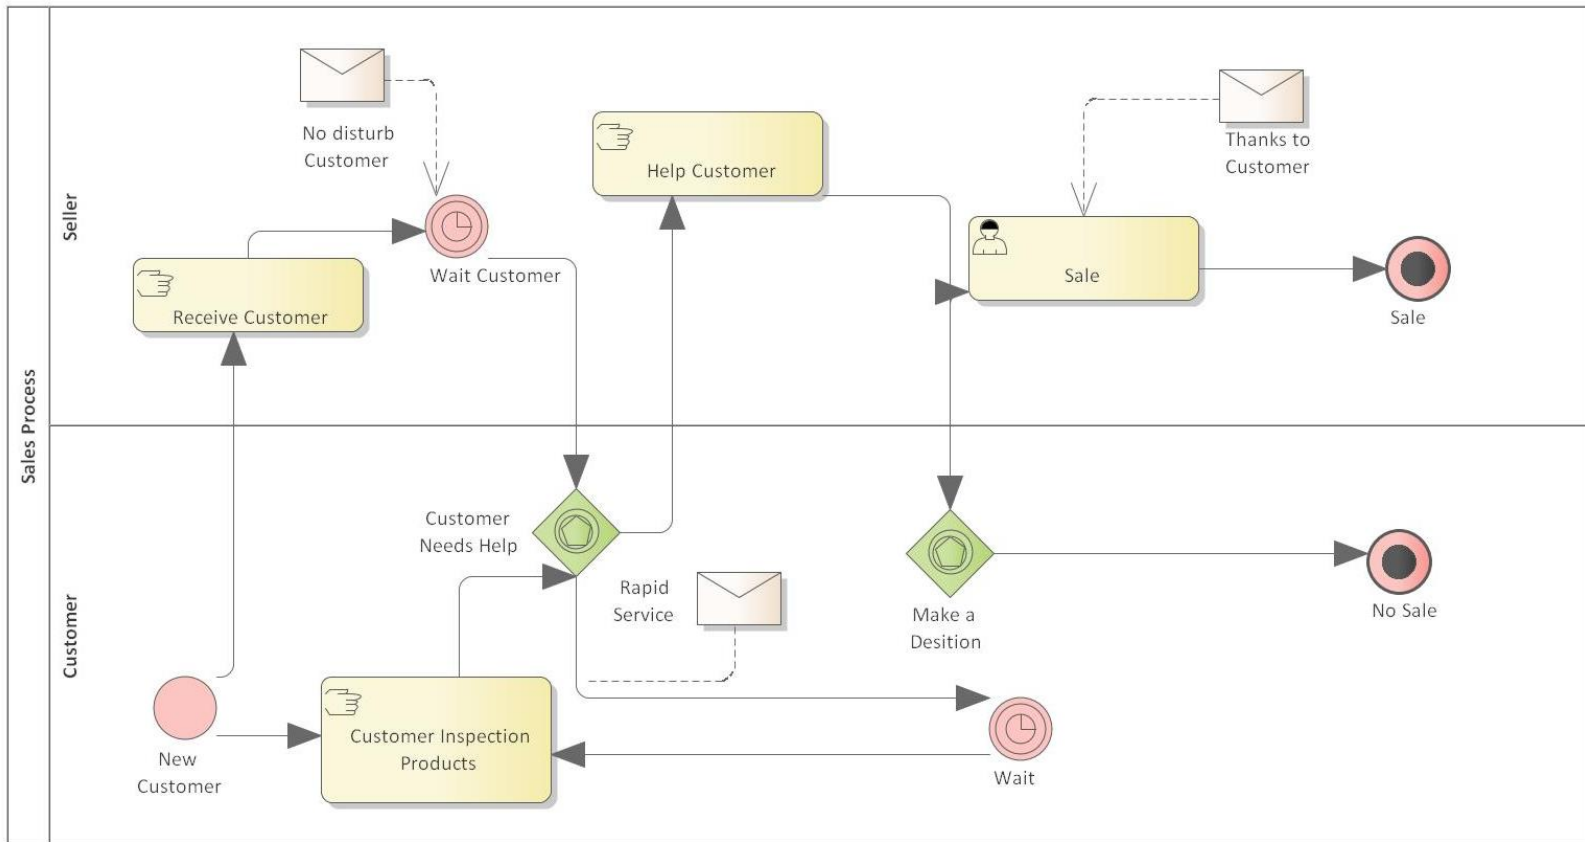 Sales Process
Seller
No disturb
Customer
Wait Customer
Receive Customer
Help Customer
Thanks to
Customer
Sale
Sale
Customer
Customer
Needs Help
Rapid
Service
Make a
Desition
No Sale
New
Customer
Customer Inspection
Products
Wait